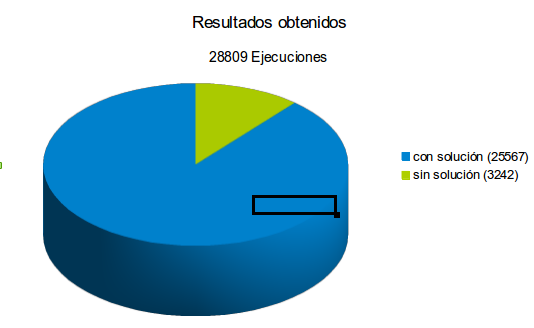 Resultados obtenidos
28809 Ejecuciones
con solución (25567)
sin solución (3242)